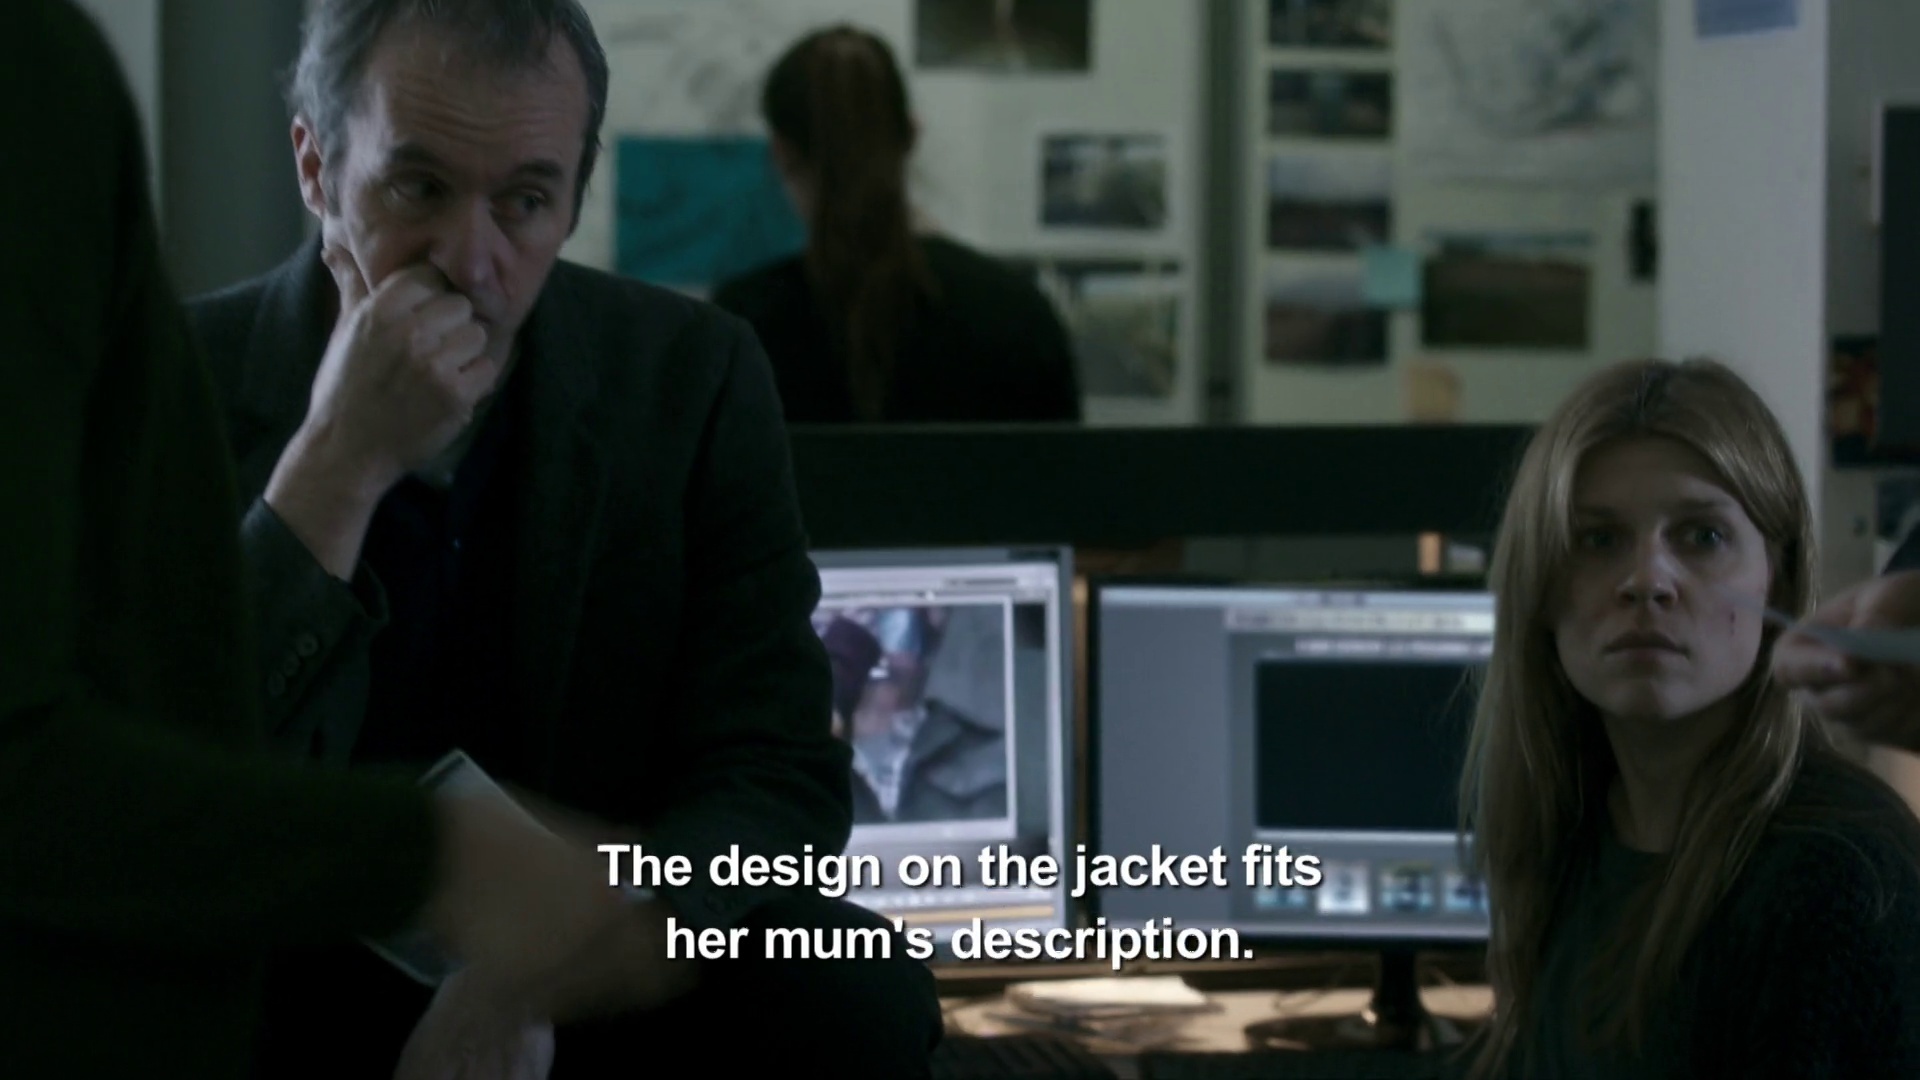 The design on the jacket fits
her mum's description.